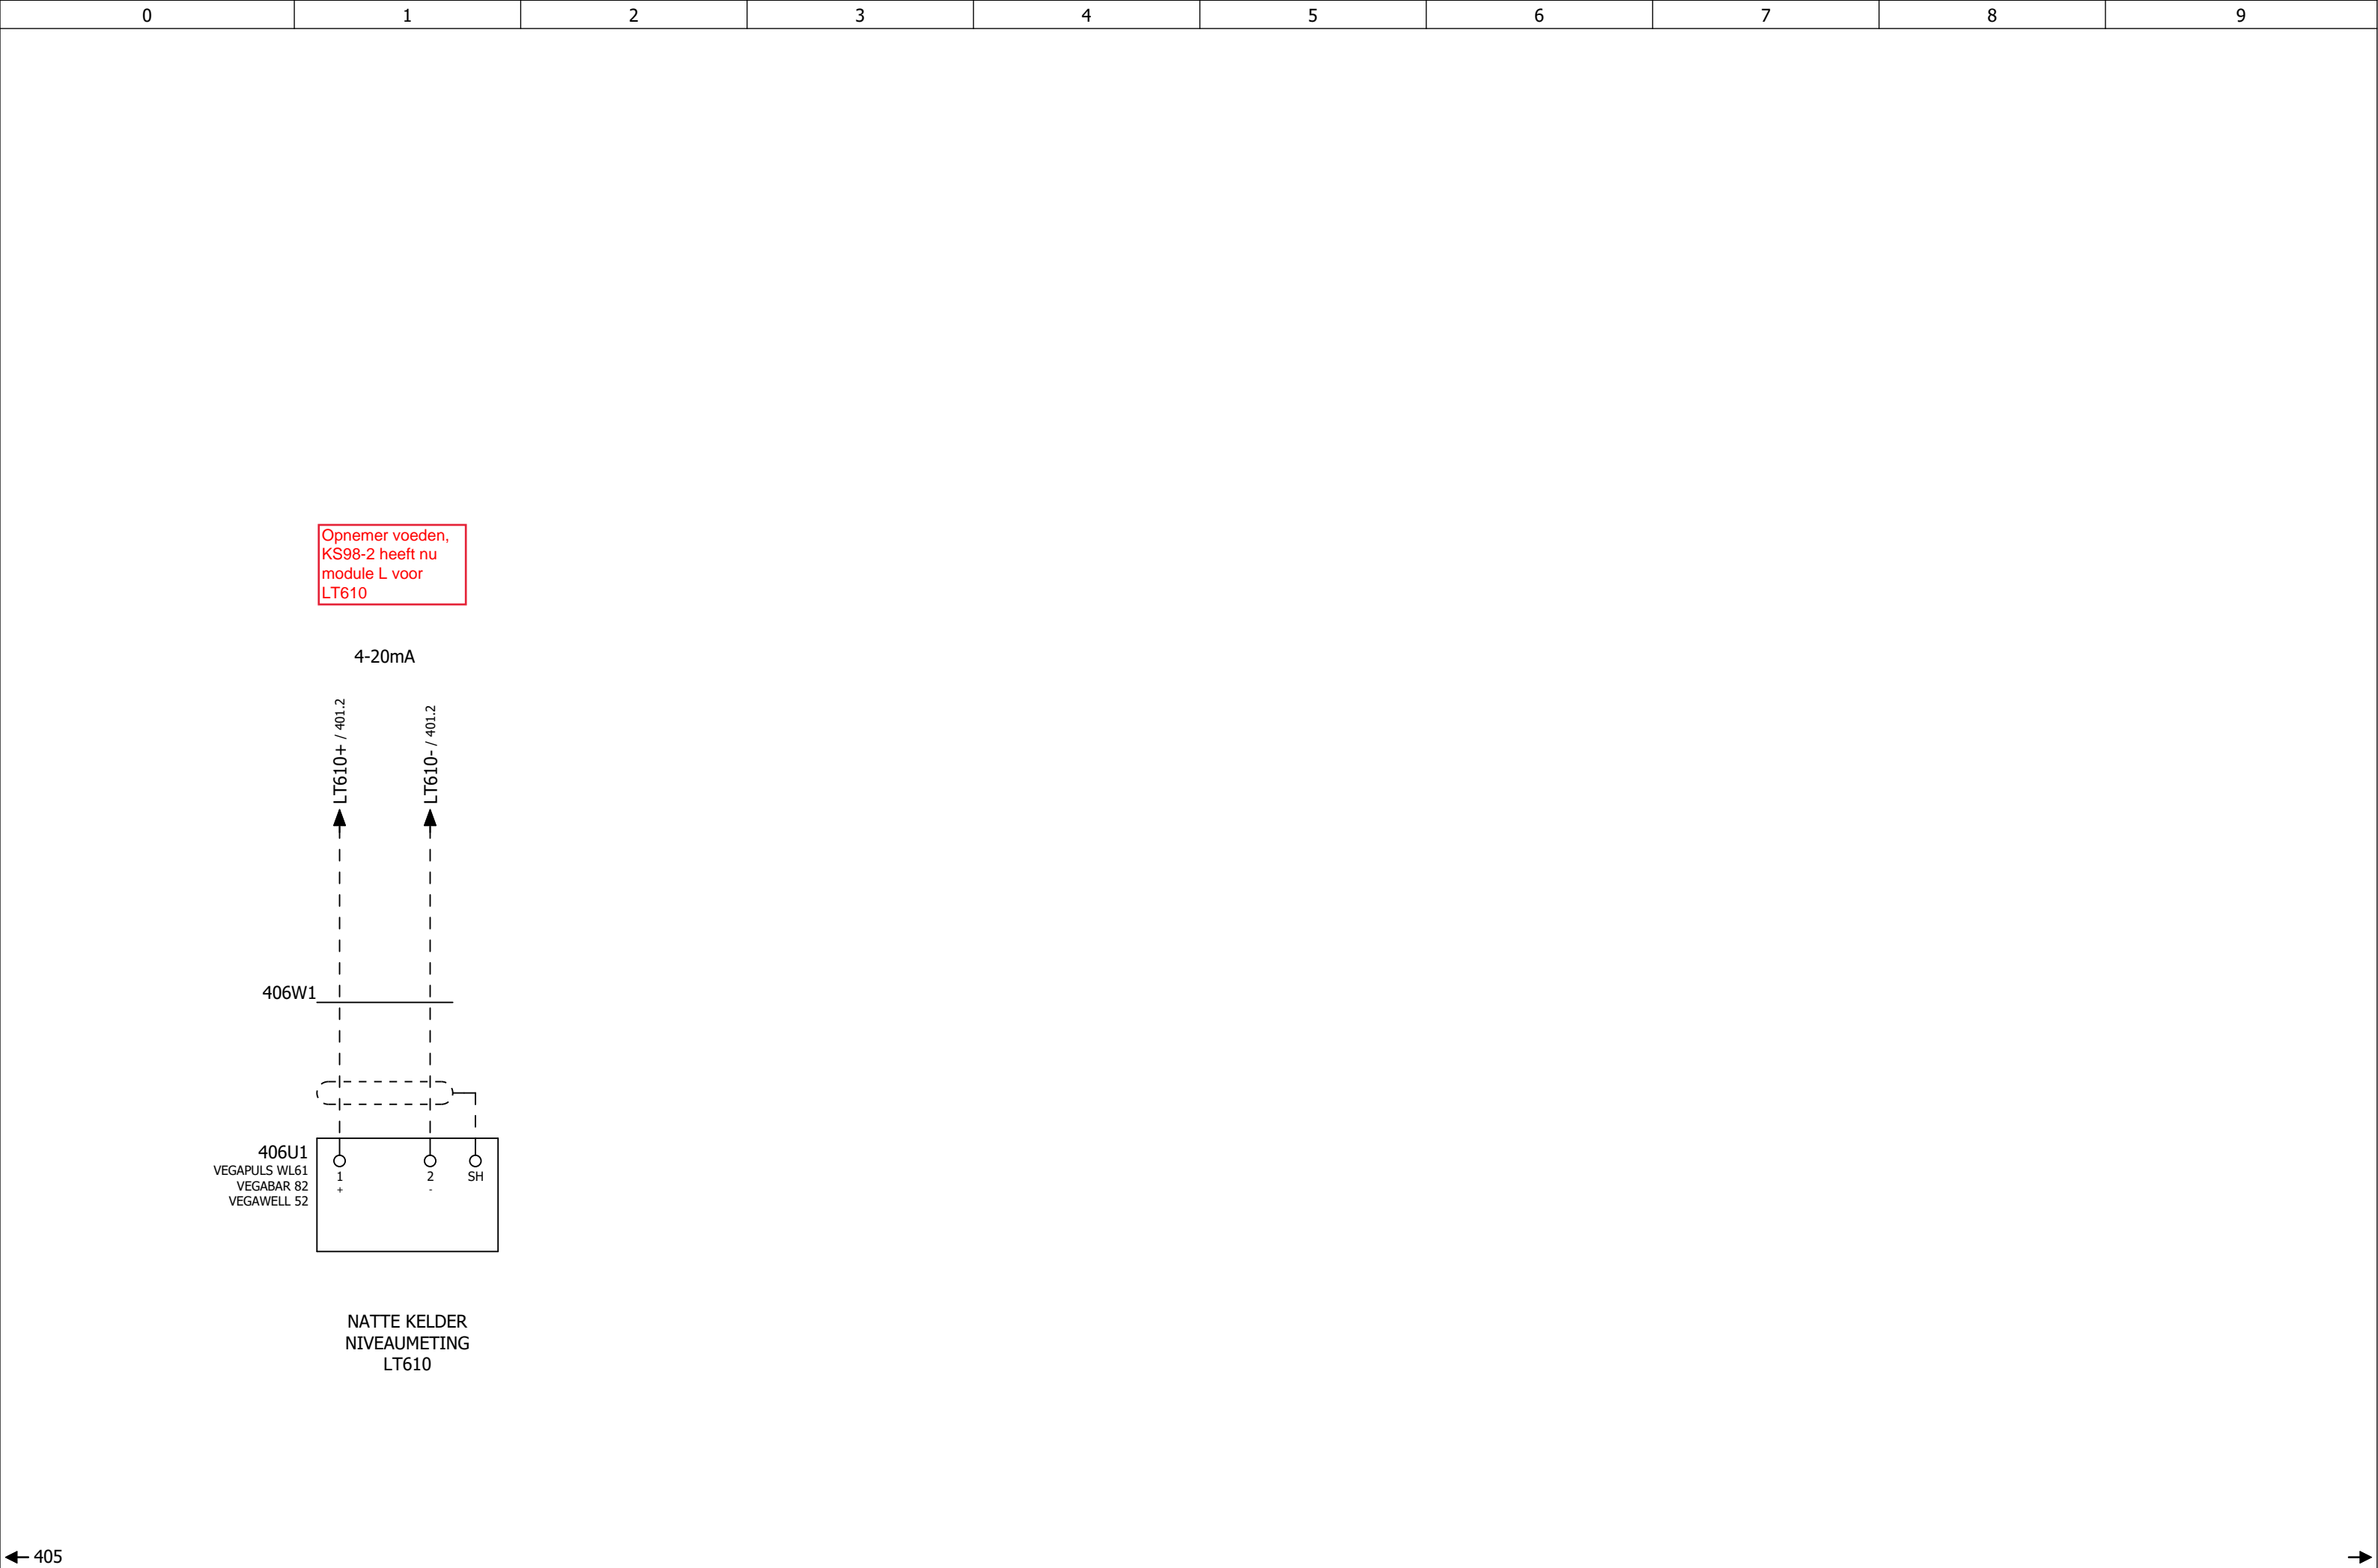 0 1 2 3 4 5 6 7 8 9
Opnemer voeden,
KS98-2 heeft nu
module L voor
LT610
4-20mA
LT610+ / 401.2
LT610- / 401.2
406W1
406U1
VEGAPULS WL61
VEGABAR 82
VEGAWELL 52
1 2 SH
+ -
NATTE KELDER
NIVEAUMETING
LT610
405